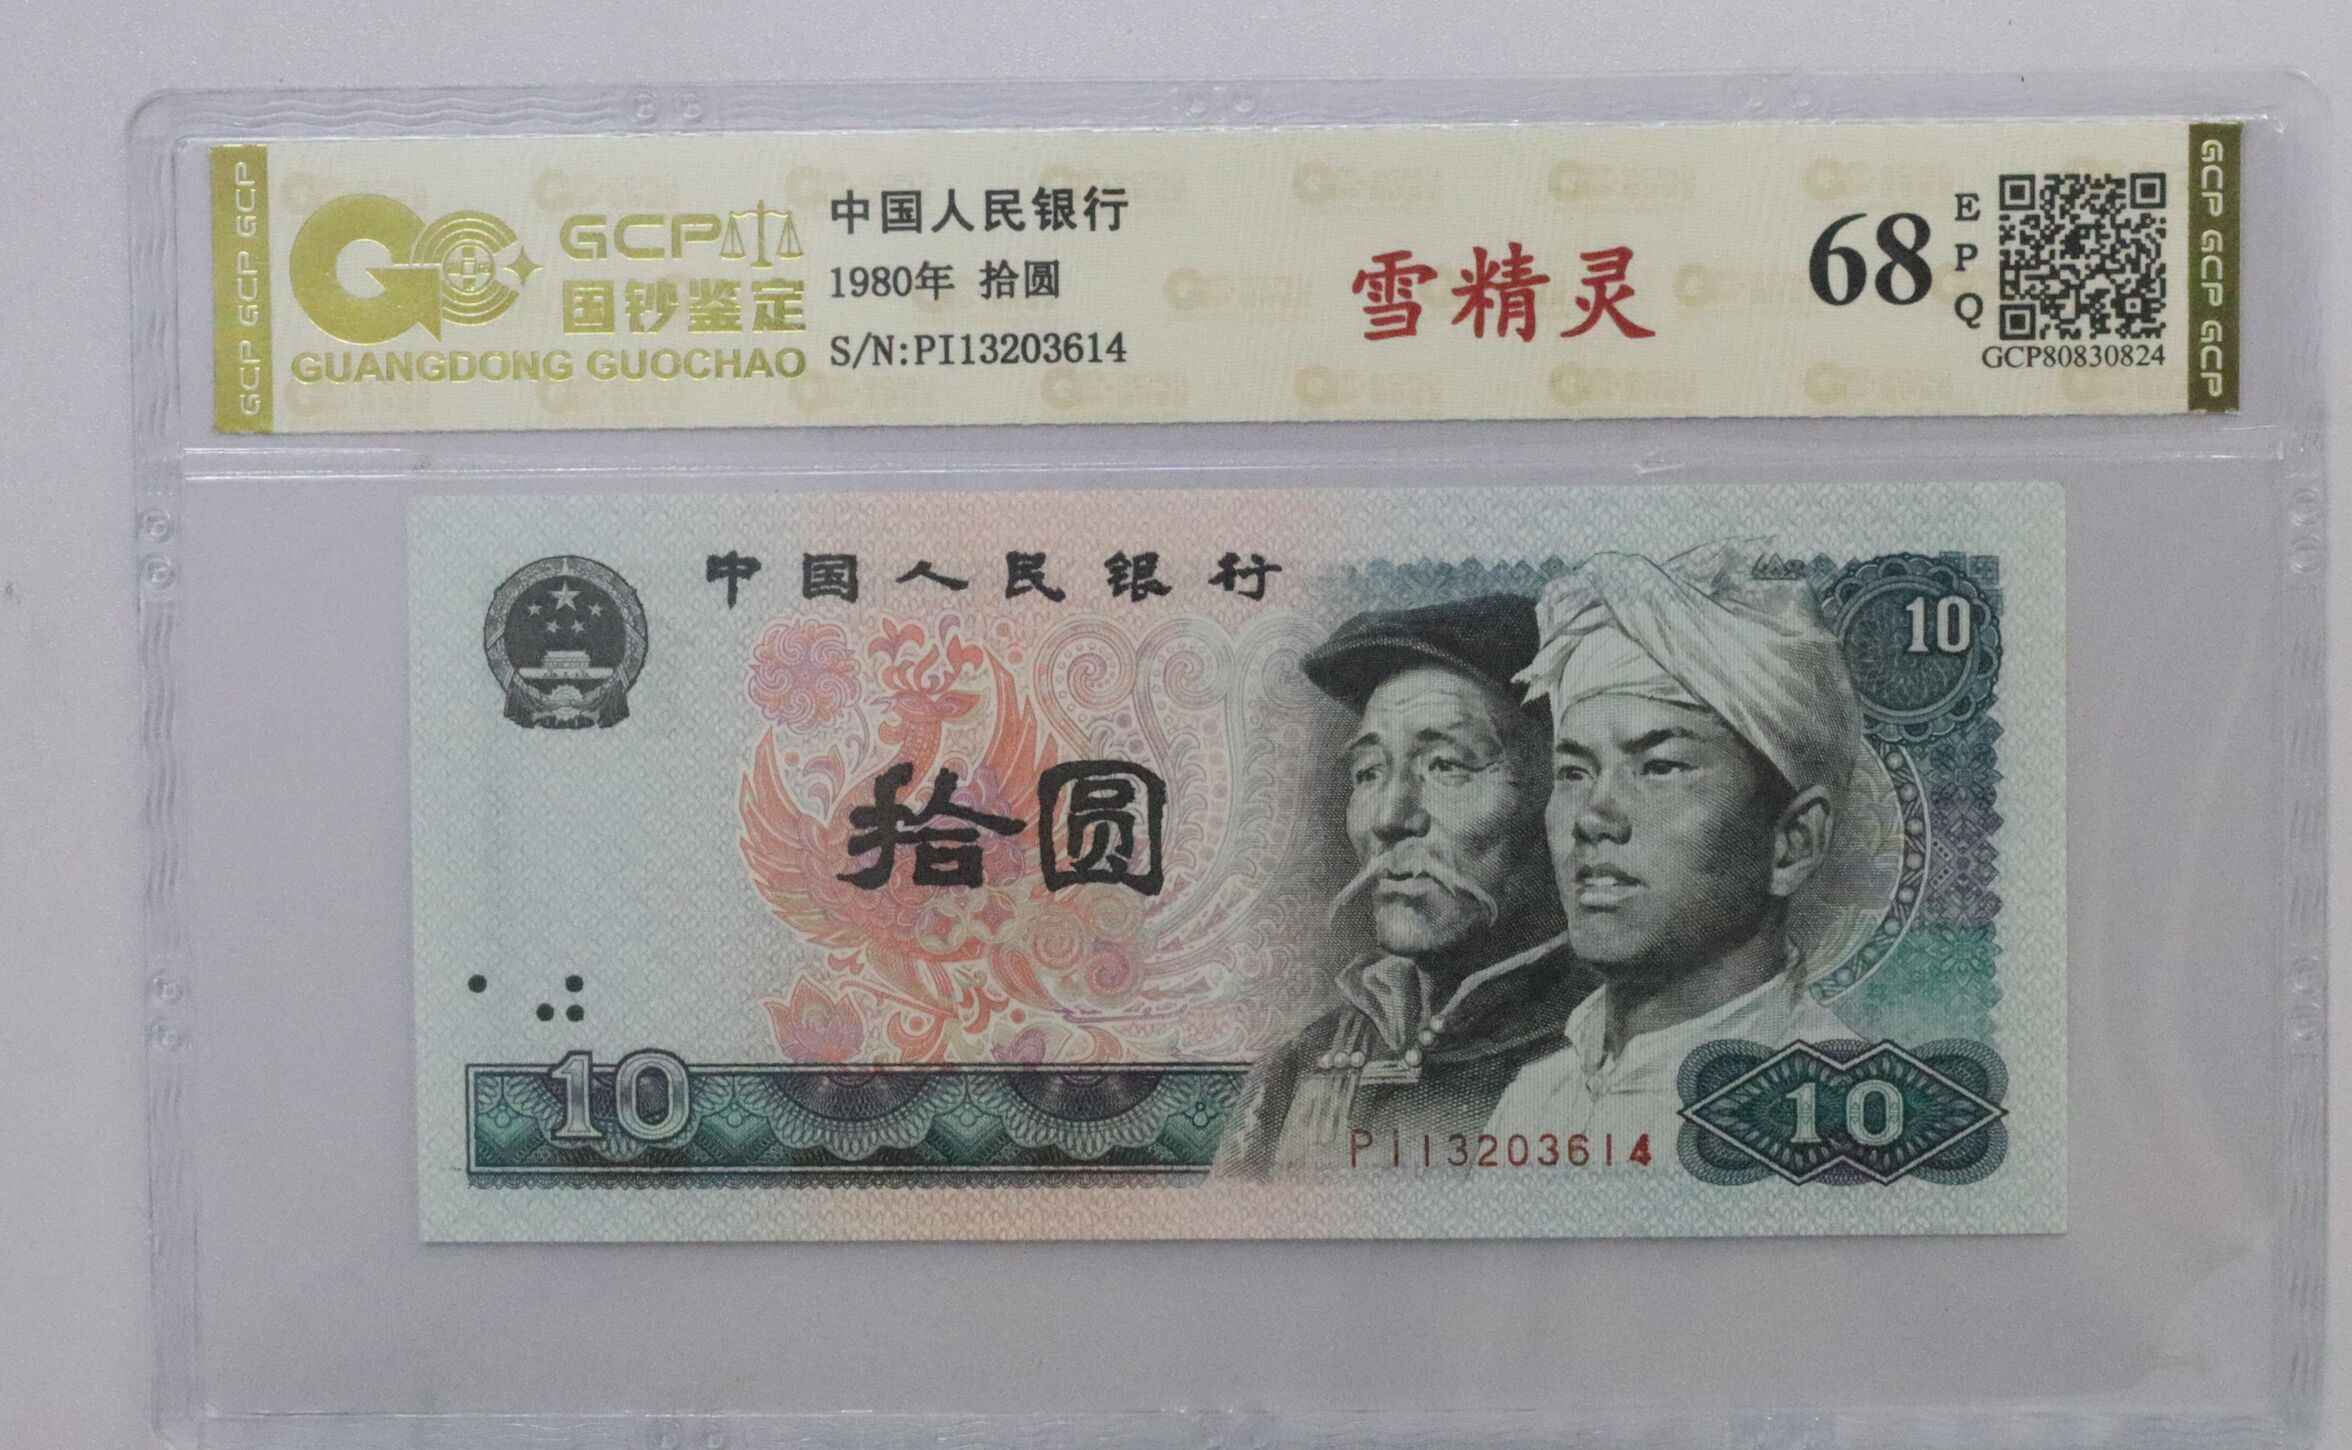 GCP GCP GCP
GCP
国钞鉴定
GUANGDONG GUOCHAO
中国人民银行
1980年 拾圆
S/N:PI13203614
雪精灵
68
EPQ
GCP80830824
GCP GCP GCP
中国人民银行
10
拾圆
10
PI13203614
10